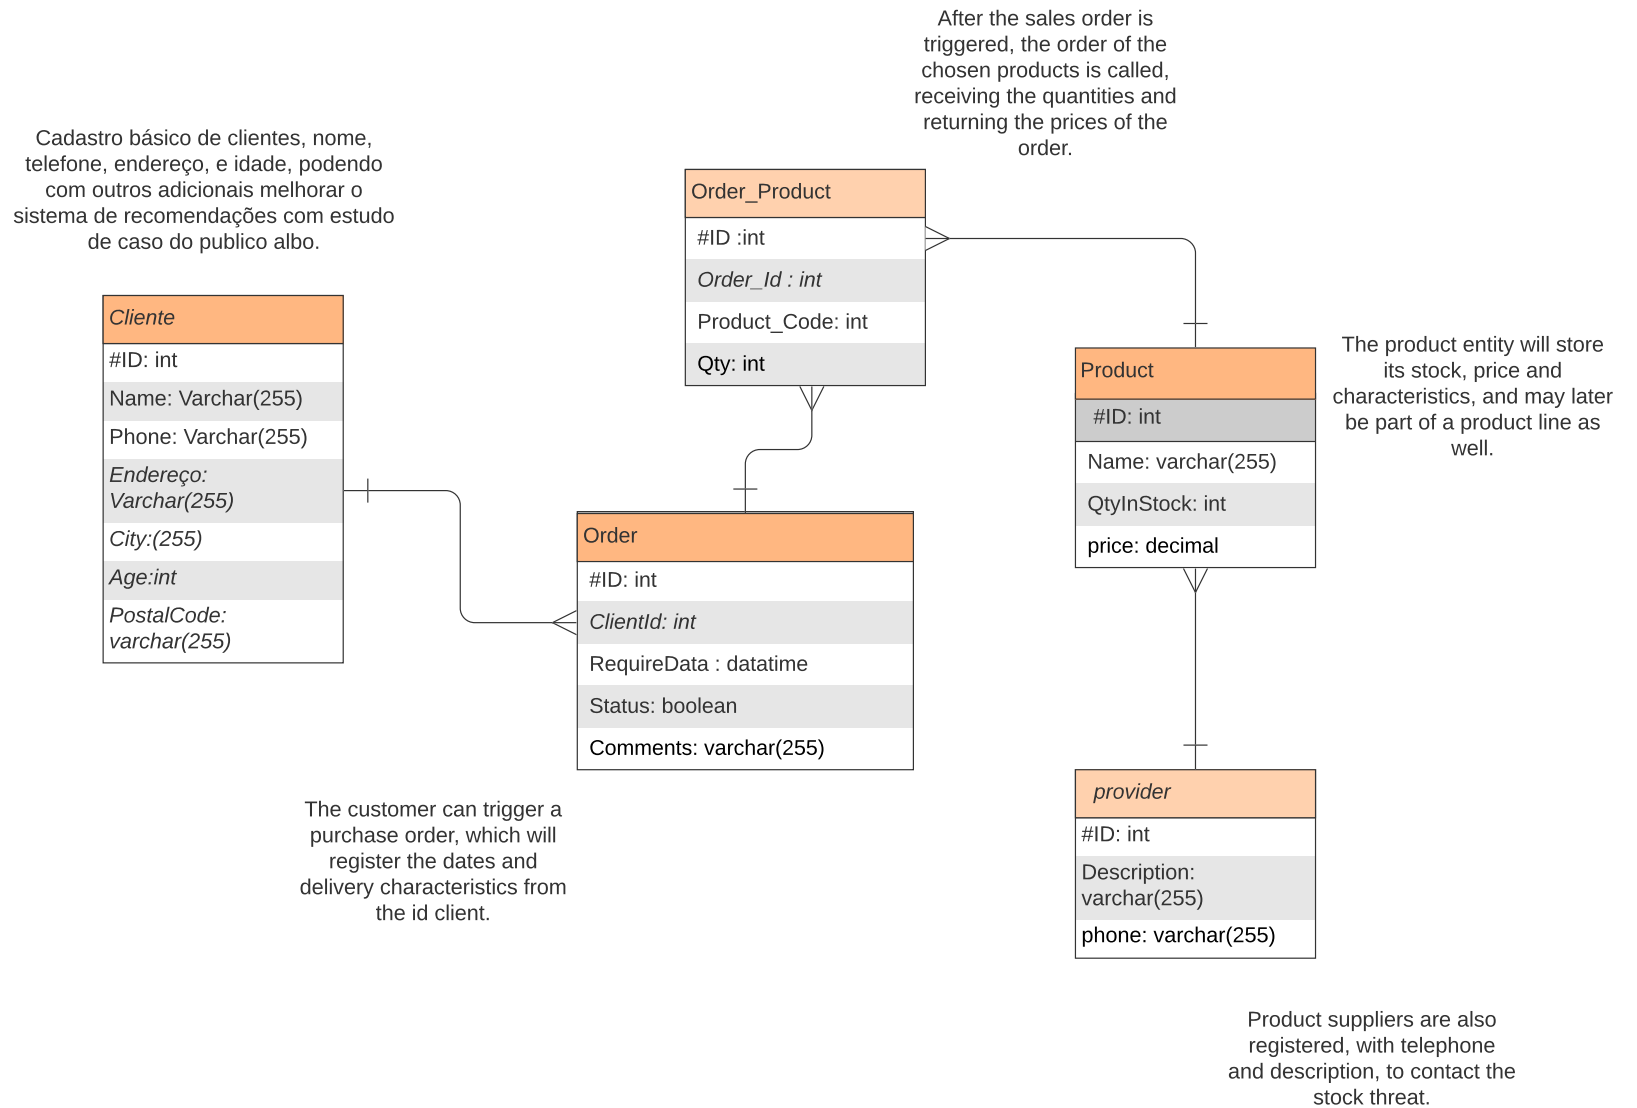 After the sales order is
triggered, the order of the
chosen products is called,
receiving the quantities and
returning the prices of the
order.
Cadastro básico de clientes, nome,
telefone, endereço, e idade, podendo
com outros adicionais melhorar o
sistema de recomendações com estudo
de caso do publico albo.
Order_Product
#ID :int
Order_Id : int
Product_Code: int
Qty: int
Cliente
#ID: int
Name: Varchar(255)
Phone: Varchar(255)
Endereço:
Varchar(255)
City:(255)
Age:int
PostalCode:
varchar(255)
The product entity will store
its stock, price and
characteristics, and may later
be part of a product line as
well.
Product
#ID: int
Name: varchar(255)
QtyInStock: int
price: decimal
Order
#ID: int
ClientId: int
RequireData : datatime
Status: boolean
Comments: varchar(255)
The customer can trigger a
purchase order, which will
register the dates and
delivery characteristics from
the id client.
provider
#ID: int
Description:
varchar(255)
phone: varchar(255)
Product suppliers are also
registered, with telephone
and description, to contact the
stock threat.